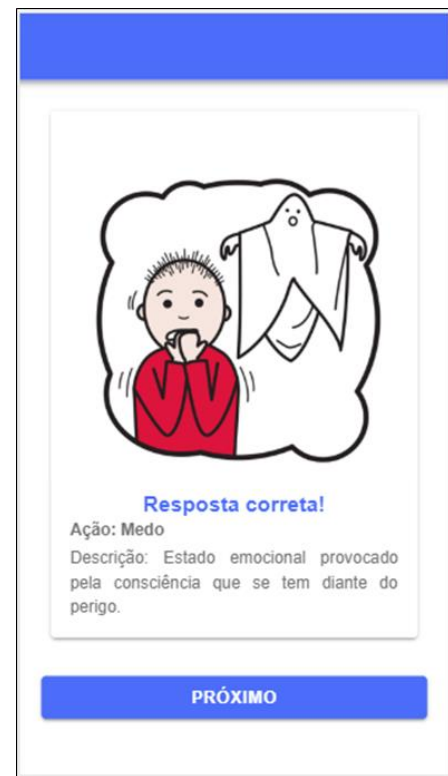 Resposta correta!
Ação: Medo
Descrição: Estado emocional provocado
pela consciência que se tem diante do
perigo.
PRÓXIMO